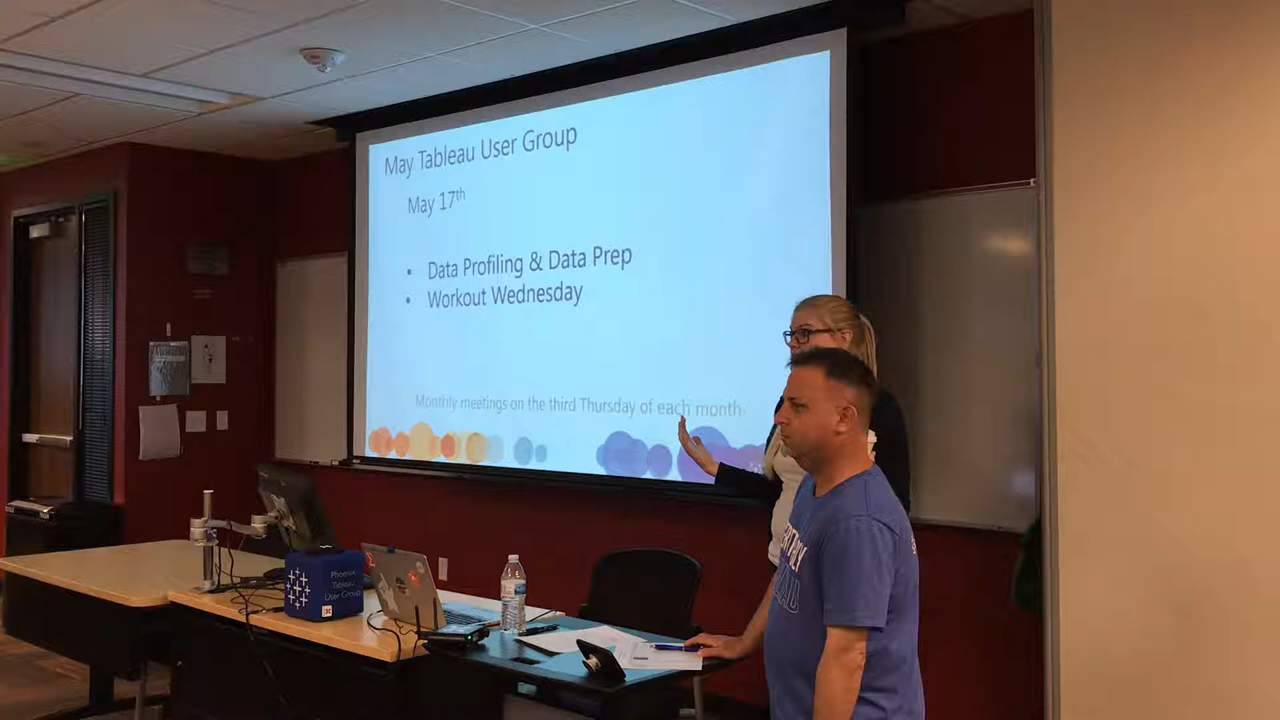 May Tableau User Group
May 17th
• Data Profiling & Data Prep
• Workout Wednesday
Monthly meetings on the third Thursday of each month
Phoenix
Tableau
User Group